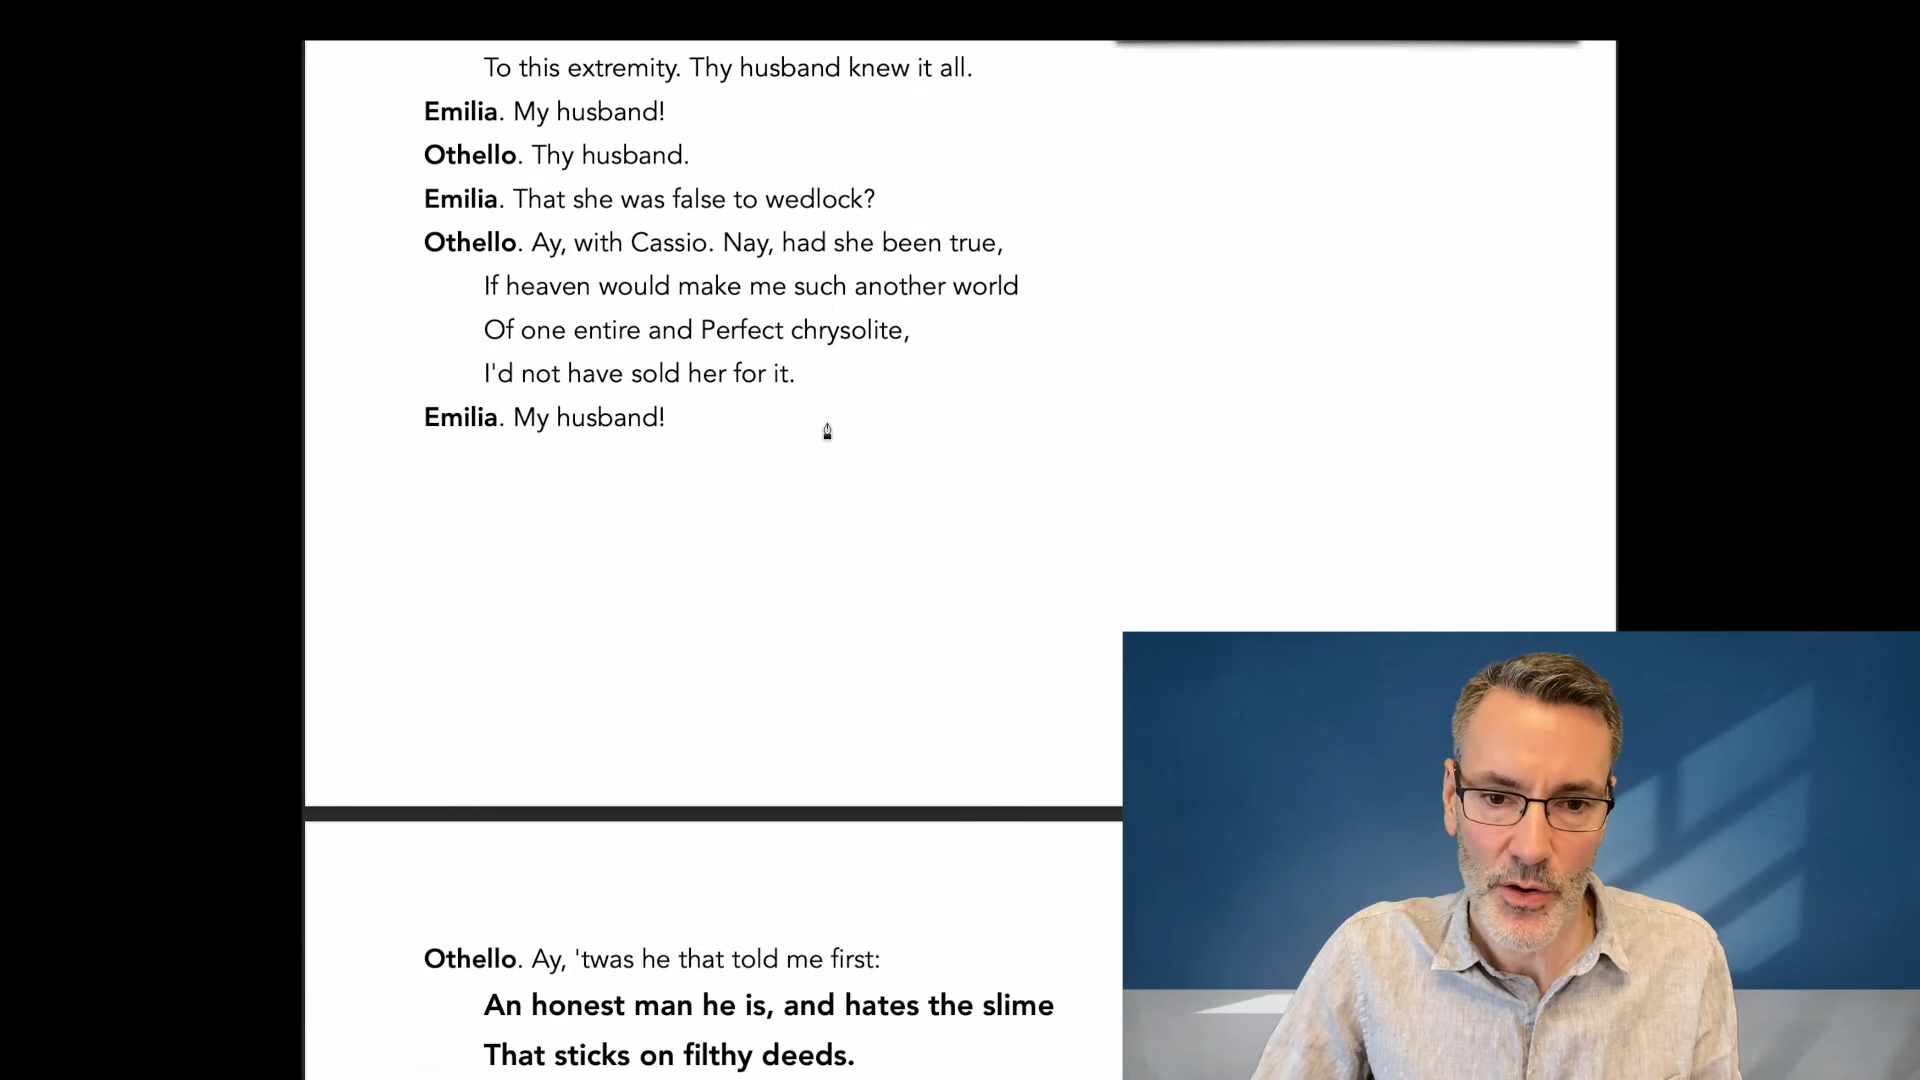 To this extremity. Thy husband knew it all.
Emilia. My husband!
Othello. Thy husband.
Emilia. That she was false to wedlock?
Othello. Ay, with Cassio. Nay, had she been true,
If heaven would make me such another world
Of one entire and Perfect chrysolite,
I'd not have sold her for it.
Emilia. My husband!
Othello. Ay, 'twas he that told me first:
An honest man he is, and hates the slime
That sticks on filthy deeds.